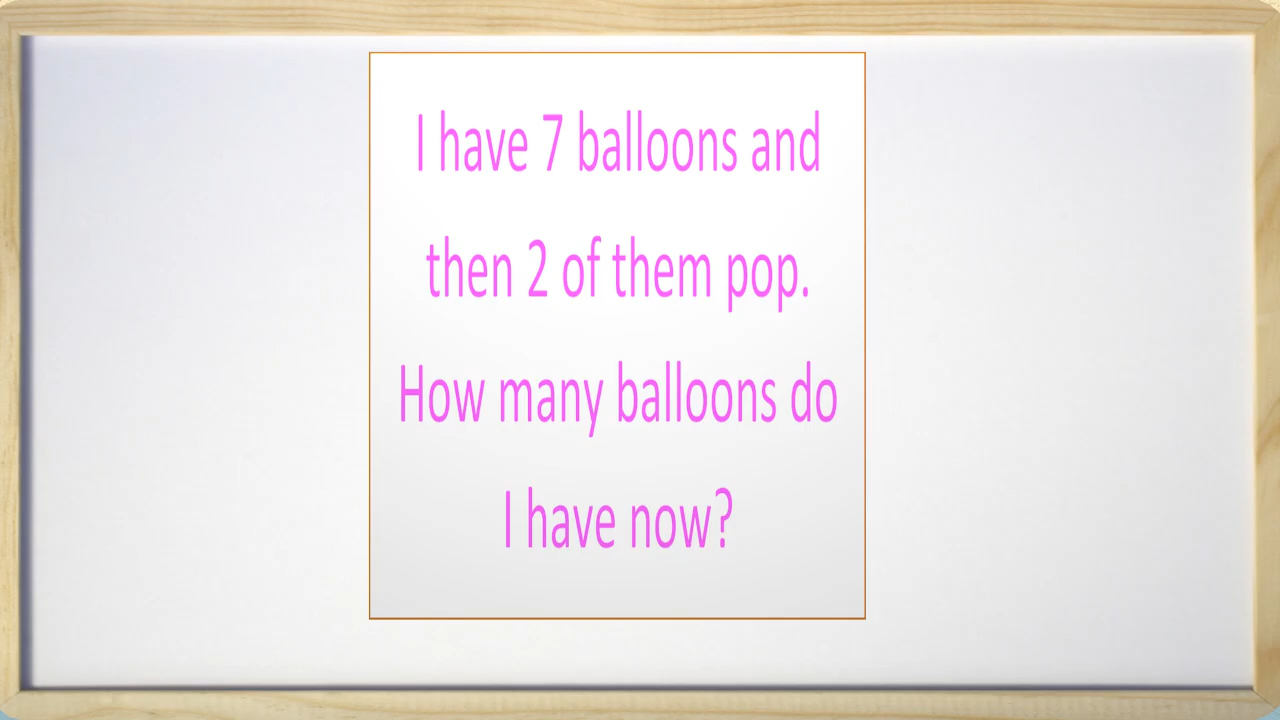 I have 7 balloons and
then 2 of them pop.
How many balloons do
I have now?